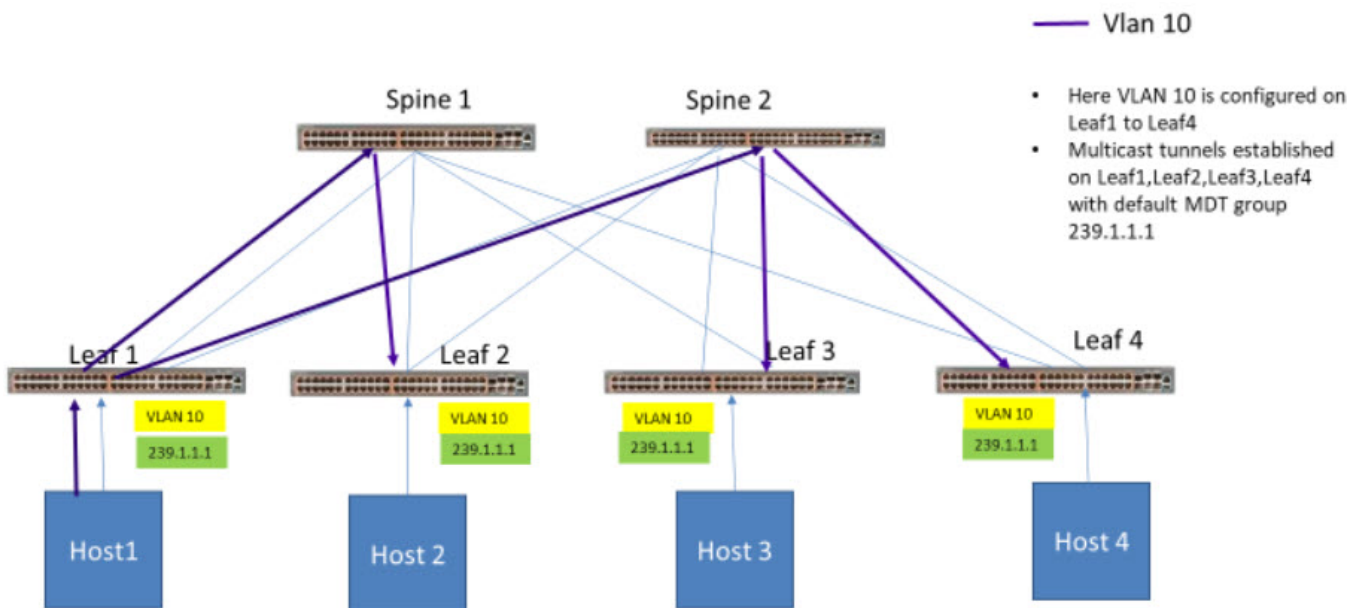 Vlan 10
Spine 1
Spine 2
• Here VLAN 10 is configured on
Leaf1 to Leaf4
• Multicast tunnels established
on Leaf1,Leaf2,Leaf3,Leaf4
with default MDT group
239.1.1.1
Leaf 1
Leaf 2
Leaf 3
Leaf 4
VLAN 10
239.1.1.1
VLAN 10
239.1.1.1
VLAN 10
239.1.1.1
VLAN 10
239.1.1.1
Host1
Host 2
Host 3
Host 4